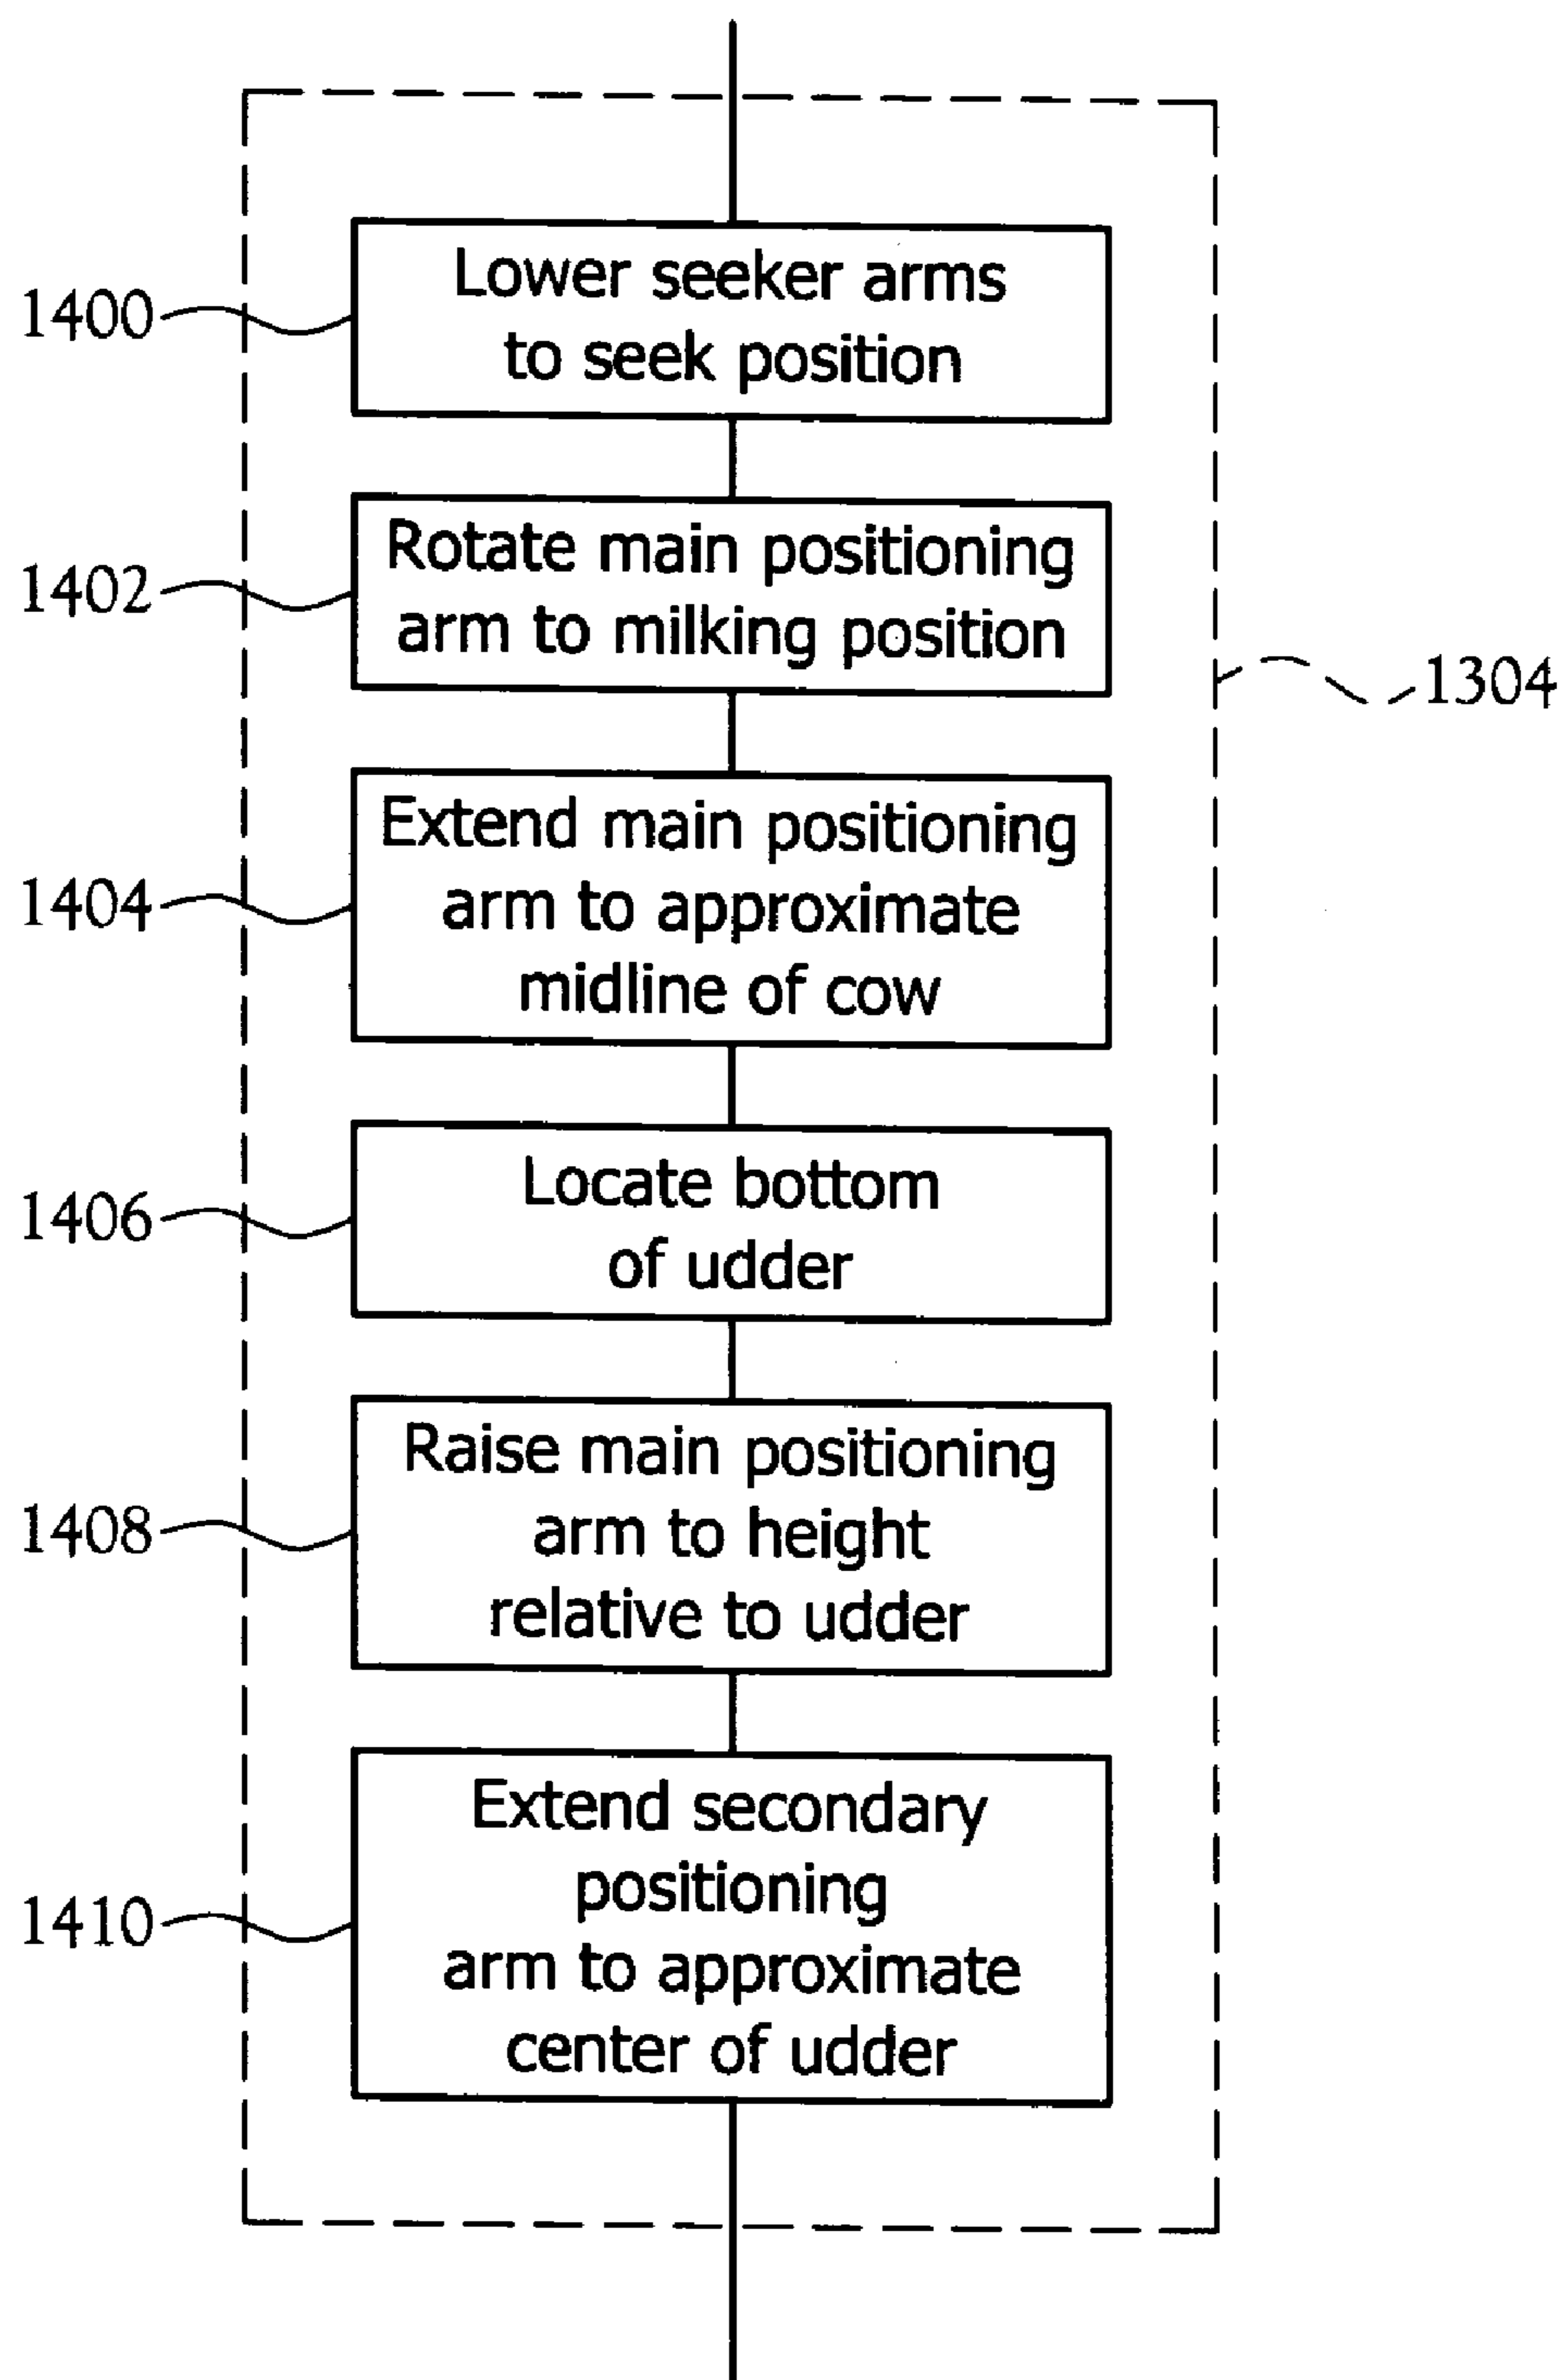 1400
Lower seeker arms
to seek position
1402
Rotate main positioning
arm to milking position
1304
1404
Extend main positioning
arm to approximate
midline of cow
1406
Locate bottom
of udder
1408
Raise main positioning
arm to height
relative to udder
1410
Extend secondary
positioning
arm to approximate
center of udder